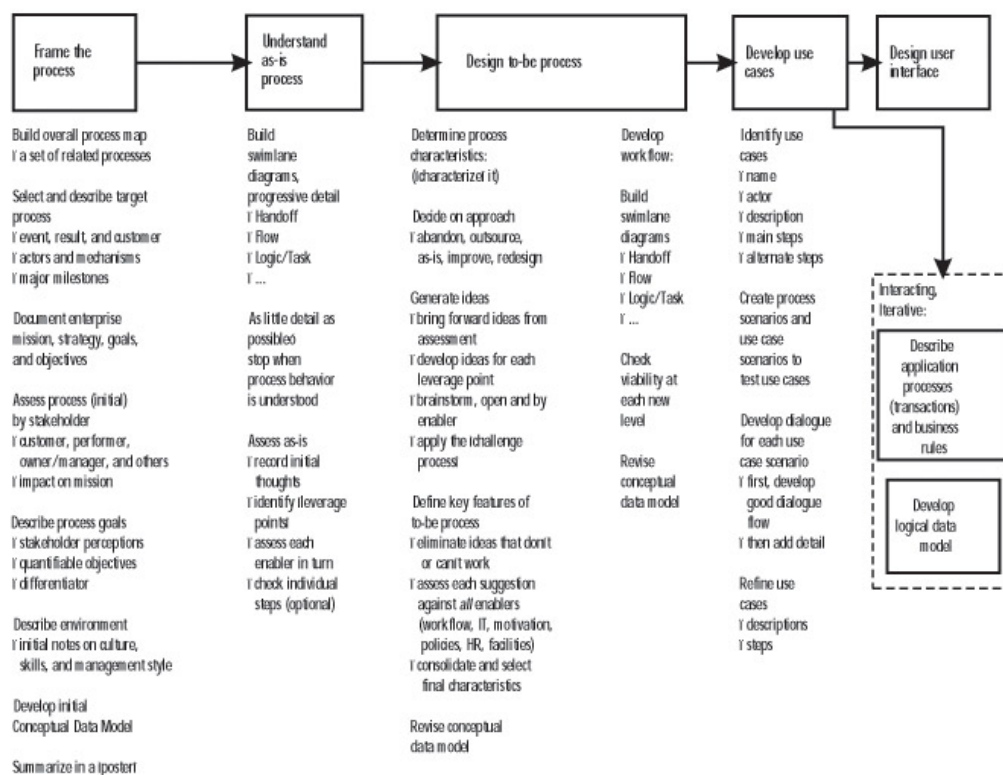 Frame the
process
Understand
as-is
process
Design to-be process
Develop use
cases
Design user
interface
Build overall process map
ϒ a set of related processes
Select and describe target
process
ϒ event, result, and customer
ϒ actors and mechanisms
ϒ major milestones
Document enterprise
mission, strategy, goals,
and objectives
Assess process (initial)
by stakeholder
ϒ customer, performer,
owner/manager, and others
ϒ impact on mission
Describe process goals
ϒ stakeholder perceptions
ϒ quantifiable objectives
ϒ differentiator
Describe environment
ϒ initial notes on culture,
skills, and management style
Develop initial
Conceptual Data Model
Summarize in a ìposterî
Build
swimlane
diagrams,
progressive detail
ϒ Handoff
ϒ Flow
ϒ Logic/Task
ϒ ...
As little detail as
possibleó
stop when
process behavior
is understood
Assess as-is
ϒ record initial
thoughts
ϒ identify ìleverage
pointsî
ϒ assess each
enabler in turn
ϒ check individual
steps (optional)
Determine process
characteristics:
(ìcharacterizeî it)
Decide on approach
ϒ abandon, outsource,
as-is, improve, redesign
Generate ideas
ϒ bring forward ideas from
assessment
ϒ develop ideas for each
leverage point
ϒ brainstorm, open and by
enabler
ϒ apply the ìchallenge
processî
Define key features of
to-be process
ϒ eliminate ideas that donít
or canít work
ϒ assess each suggestion
against all enablers
(workflow, IT, motivation,
policies, HR, facilities)
ϒ consolidate and select
final characteristics
Revise conceptual
data model
Develop
workflow:
Build
swimlane
diagrams
ϒ Handoff
ϒ Flow
ϒ Logic/Task
ϒ ...
Check
viability at
each new
level
Revise
conceptual
data model
Identify use
cases
ϒ name
ϒ actor
ϒ description
ϒ main steps
ϒ alternate steps
Create process
scenarios and
use case
scenarios to
test use cases
Develop dialogue
for each use
case scenario
ϒ first, develop
good dialogue
flow
ϒ then add detail
Refine use
cases
ϒ descriptions
ϒ steps
Interacting,
Iterative:
Describe
application
processes
(transactions)
and business
rules
Develop
logical data
model